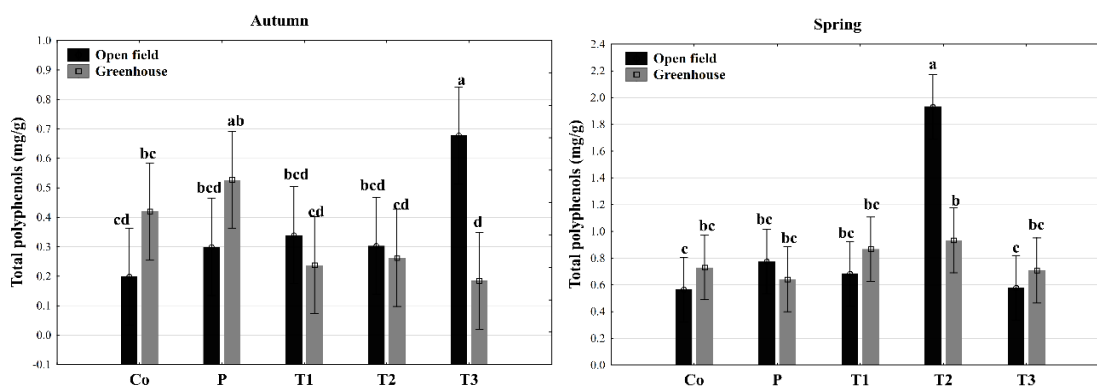 Autumn
Total polyphenols (mg/g)
1.0
0.9
0.8
0.7
0.6
0.5
0.4
0.3
0.2
0.1
0.0
-0.1
Open field
Greenhouse
cd
bc
bcd
ab
bcd
cd
bcd
cd
a
d
Co P T1 T2 T3
Spring
Total polyphenols (mg/g)
2.4
2.2
2.0
1.8
1.6
1.4
1.2
1.0
0.8
0.6
0.4
0.2
0.0
Open field
Greenhouse
c
bc
bc
bc
bc
bc
a
b
c
bc
Co P T1 T2 T3